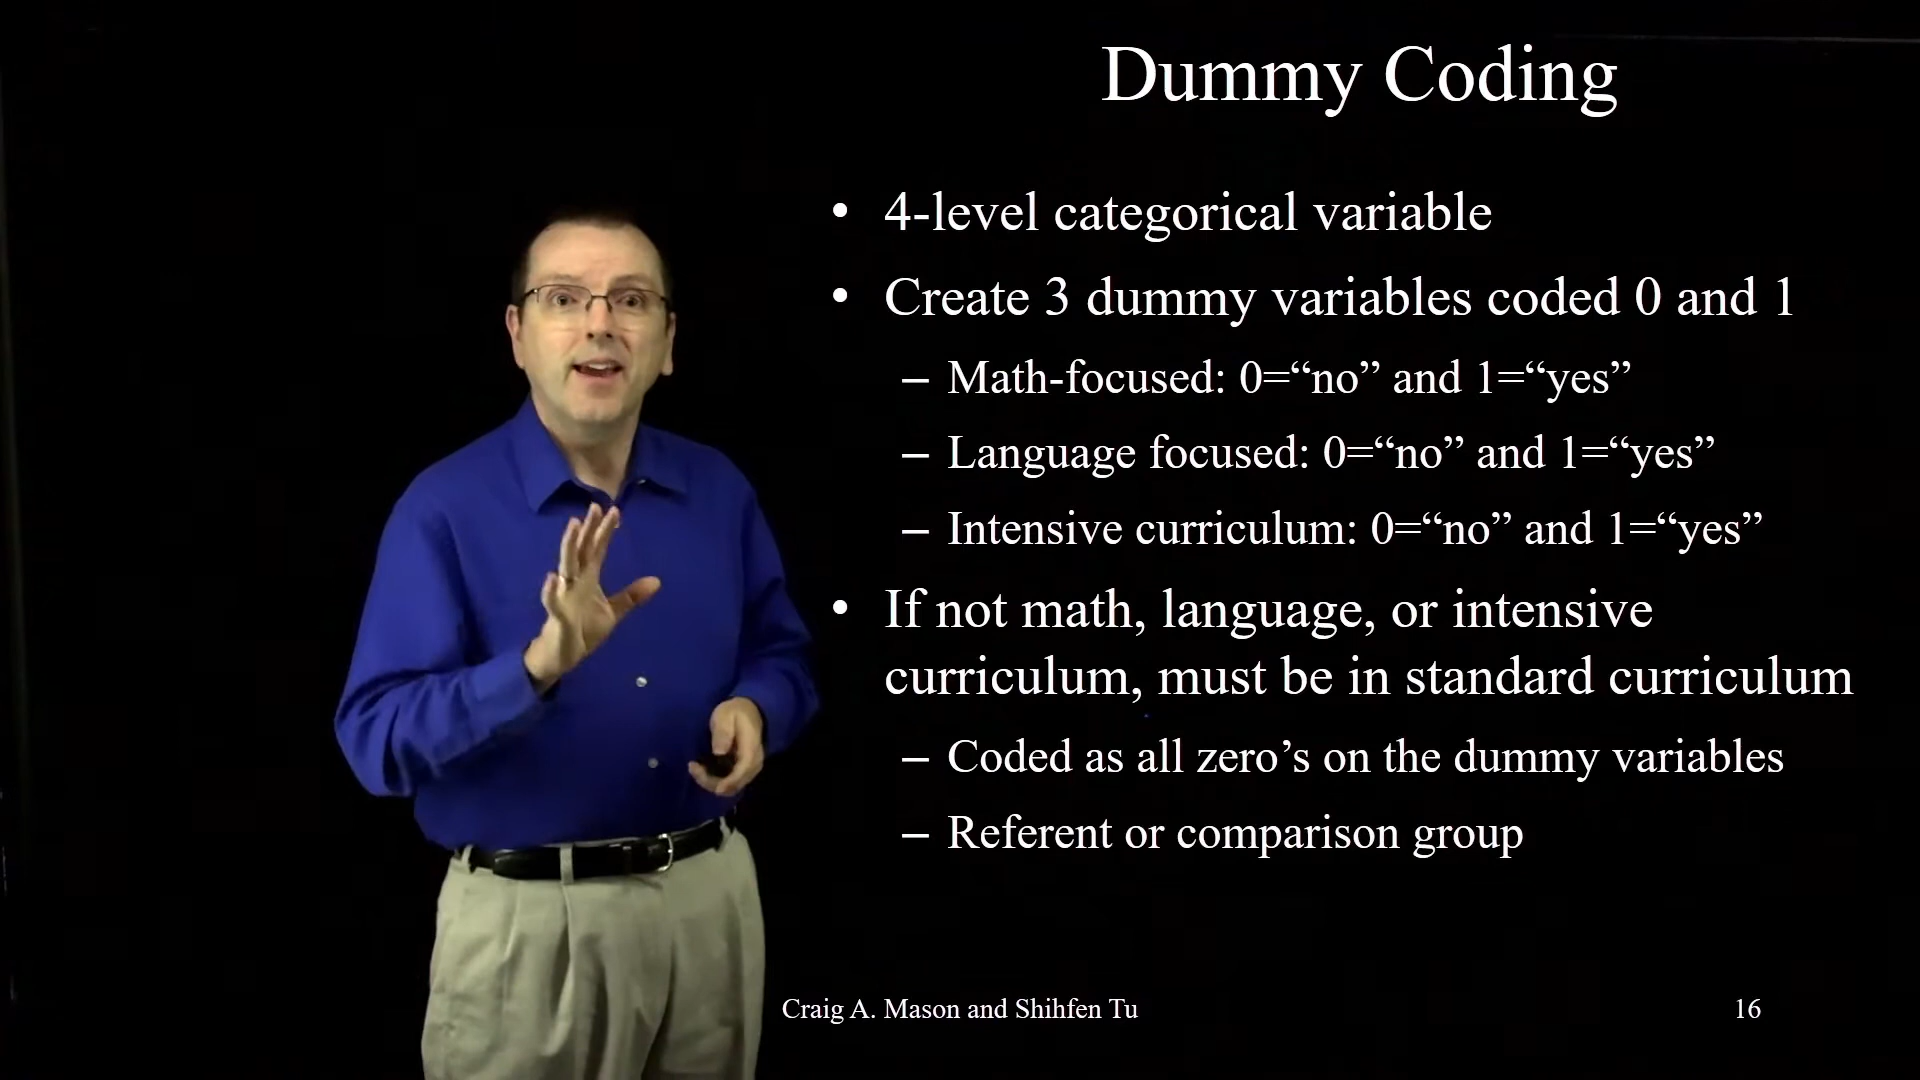 Dummy Coding
• 4-level categorical variable
• Create 3 dummy variables coded 0 and 1
– Math-focused: 0=“no” and 1=“yes”
– Language focused: 0=“no” and 1=“yes”
– Intensive curriculum: 0=“no” and 1=“yes”
• If not math, language, or intensive
curriculum, must be in standard curriculum
– Coded as all zero’s on the dummy variables
– Referent or comparison group
Craig A. Mason and Shihfen Tu
16